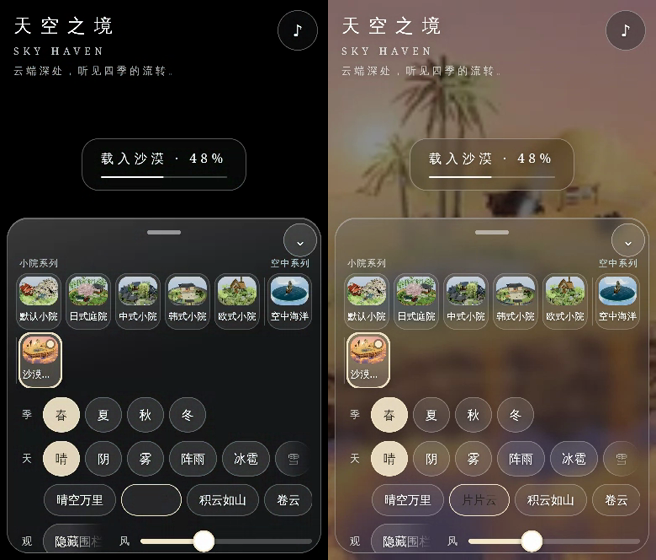 天空之境
SKY HAVEN
云端深处，听见四季的流转。
♪
载入沙漠 · 48%
小院系列 空中系列
默认小院 日式庭院 中式小院 韩式小院 欧式小院 空中海洋
沙漠...
季 春 夏 秋 冬
天 晴 阴 雾 阵雨 冰雹 雪
晴空万里 积云如山 卷云
观 隐藏围栏 风
天空之境
SKY HAVEN
云端深处，听见四季的流转。
♪
载入沙漠 · 48%
小院系列 空中系列
默认小院 日式庭院 中式小院 韩式小院 欧式小院 空中海洋
沙漠...
季 春 夏 秋 冬
天 晴 阴 雾 阵雨 冰雹 雪
晴空万里 片片云 积云如山 卷云
观 隐藏围栏 风